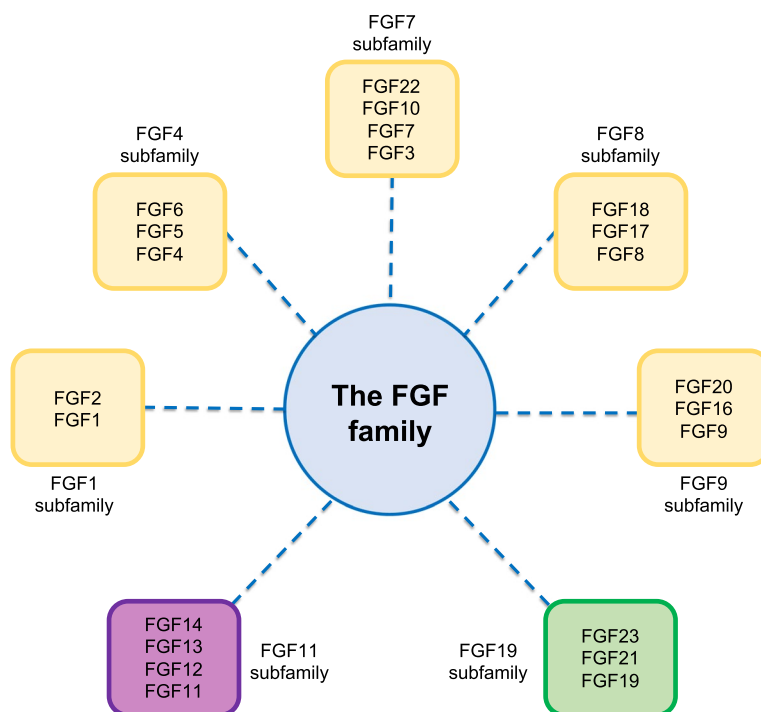 FGF7
subfamily
FGF22
FGF10
FGF7
FGF3
FGF4
subfamily
FGF6
FGF5
FGF4
FGF8
subfamily
FGF18
FGF17
FGF8
FGF2
FGF1
FGF1
subfamily
The FGF
family
FGF20
FGF16
FGF9
FGF9
subfamily
FGF14
FGF13
FGF12
FGF11
FGF11
subfamily
FGF19
subfamily
FGF23
FGF21
FGF19